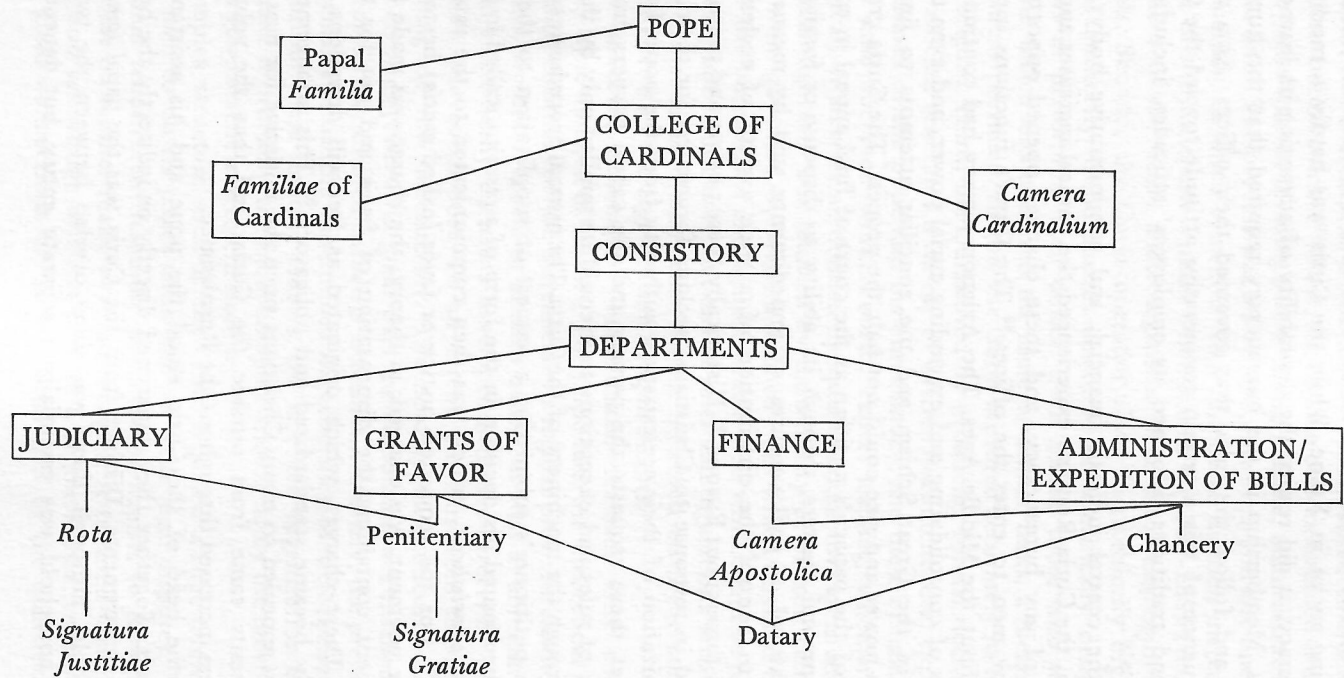 POPE
Papal
Familia
COLLEGE OF
CARDINALS
Familiae of
Cardinals
Camera
Cardinalium
CONSISTORY
DEPARTMENTS
JUDICIARY
GRANTS OF
FAVOR
FINANCE
ADMINISTRATION/
EXPEDITION OF BULLS
Rota
Penitentiary
Camera
Apostolica
Chancery
Signatura
Justitiae
Signatura
Gratiae
Datary